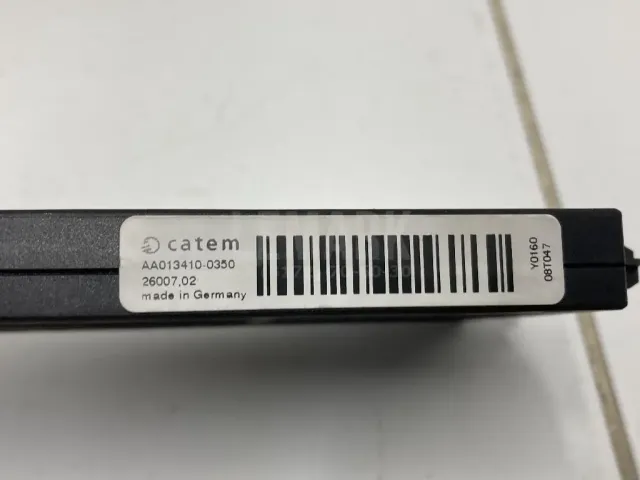 catem
AA013410-0350
26007,02
made in Germany
Y0160
08T047